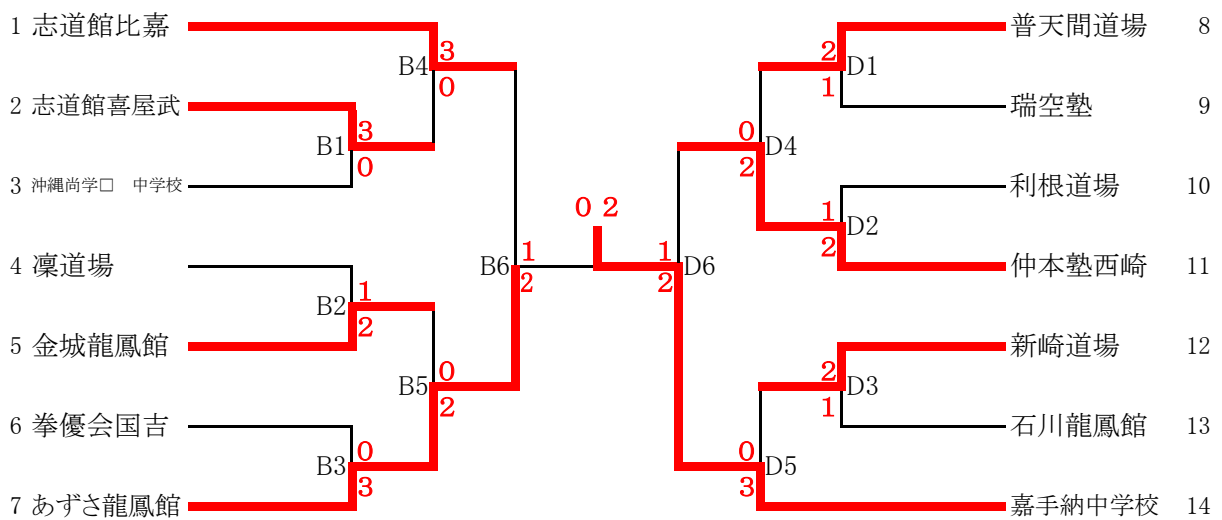 1 志道館比嘉
2 志道館喜屋武
3 沖縄尚学□ 中学校
4 凜道場
5 金城龍鳳館
6 拳優会国吉
7 あずさ龍鳳館
B4
3
0
B1
3
0
B2
1
2
B5
0
2
B3
0
3
B6
1
2
0 2
D6
1
2
D1
2
1
D4
0
2
D2
1
2
D3
2
1
D5
0
3
普天間道場 8
瑞空塾 9
利根道場 10
仲本塾西崎 11
新崎道場 12
石川龍鳳館 13
嘉手納中学校 14